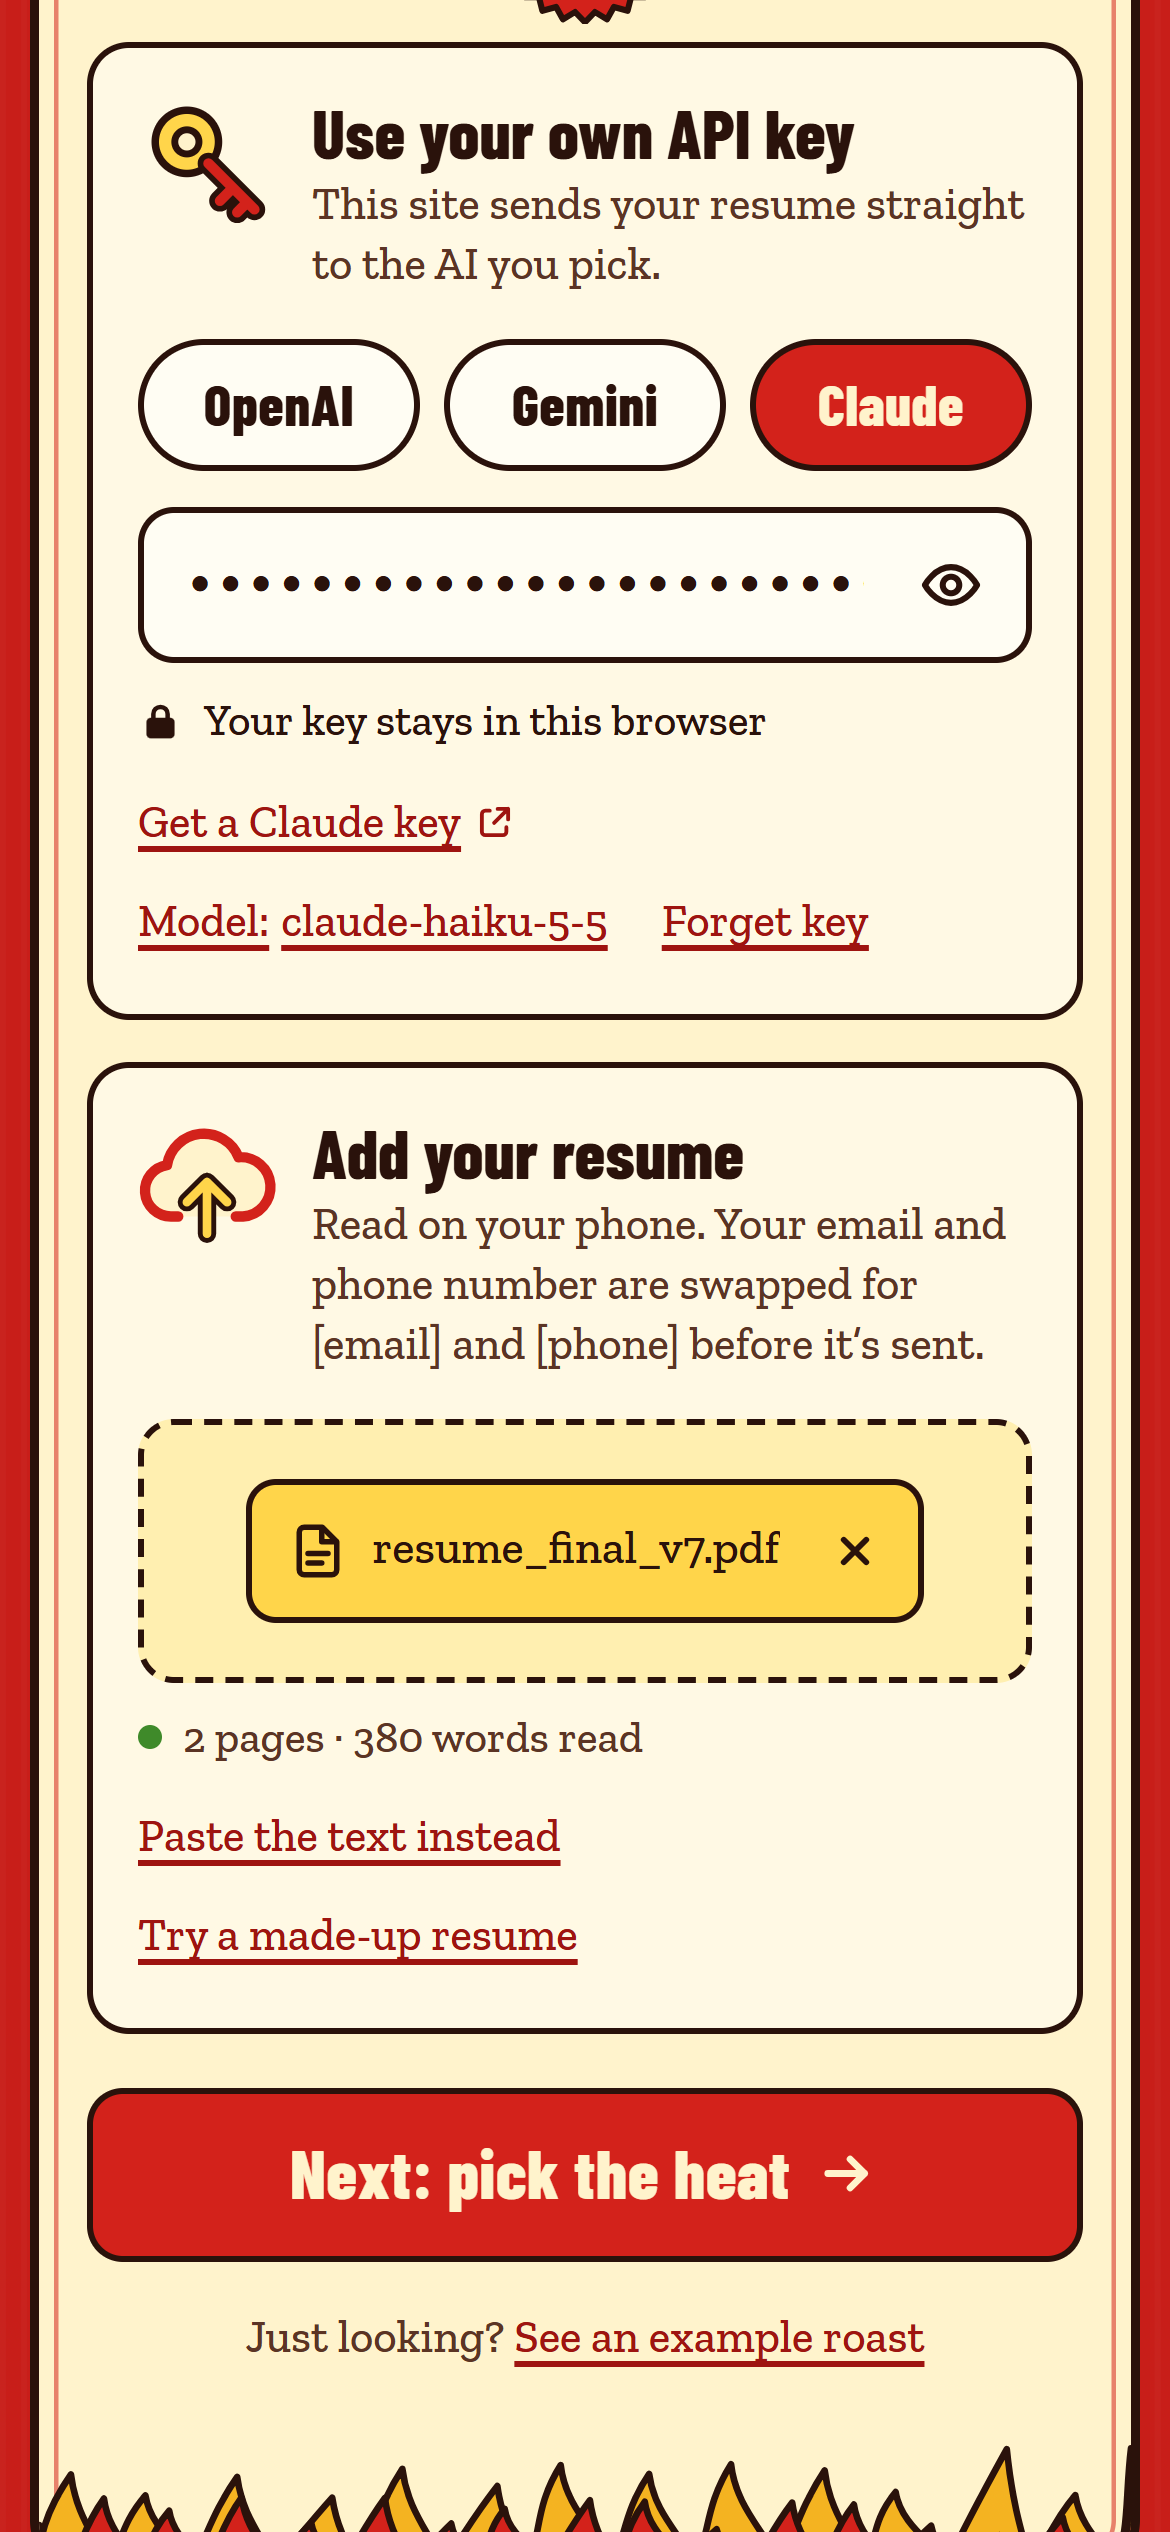 Use your own API key
This site sends your resume straight
to the AI you pick.
OpenAI
Gemini
Claude
Your key stays in this browser
Get a Claude key
Model: claude-haiku-5-5
Forget key
Add your resume
Read on your phone. Your email and
phone number are swapped for
[email] and [phone] before it’s sent.
resume_final_v7.pdf
2 pages · 380 words read
Paste the text instead
Try a made-up resume
Next: pick the heat →
Just looking? See an example roast